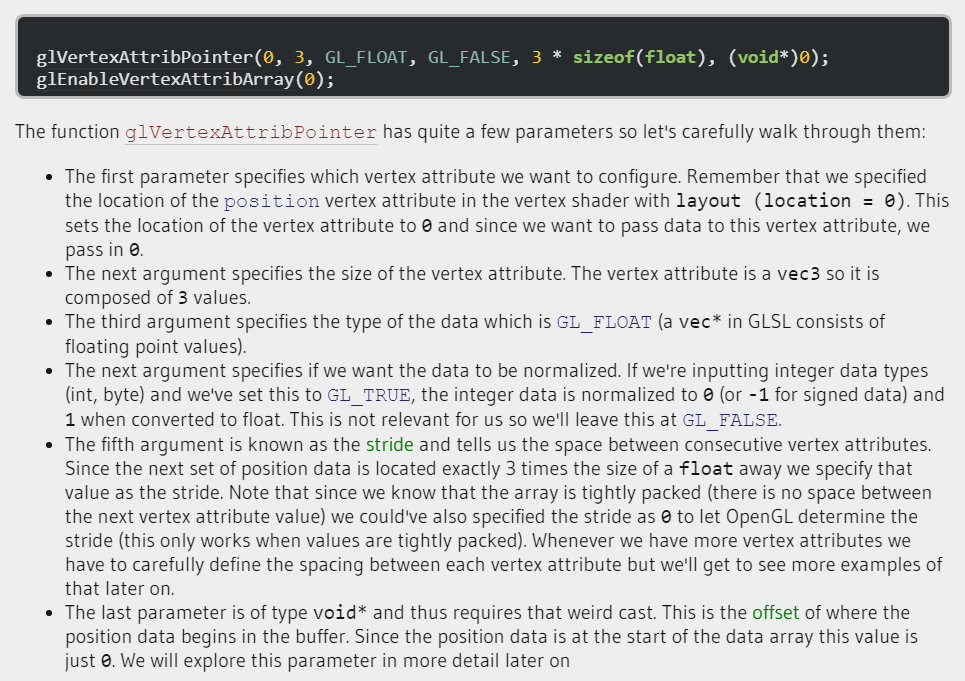 glVertexAttribPointer(0, 3, GL_FLOAT, GL_FALSE, 3 * sizeof(float), (void*)0);
glEnableVertexAttribArray(0);
The function glVertexAttribPointer has quite a few parameters so let's carefully walk through them:
• The first parameter specifies which vertex attribute we want to configure. Remember that we specified
the location of the position vertex attribute in the vertex shader with layout (location = 0). This
sets the location of the vertex attribute to 0 and since we want to pass data to this vertex attribute, we
pass in 0.
• The next argument specifies the size of the vertex attribute. The vertex attribute is a vec3 so it is
composed of 3 values.
• The third argument specifies the type of the data which is GL_FLOAT (a vec* in GLSL consists of
floating point values).
• The next argument specifies if we want the data to be normalized. If we're inputting integer data types
(int, byte) and we've set this to GL_TRUE, the integer data is normalized to 0 (or -1 for signed data) and
1 when converted to float. This is not relevant for us so we'll leave this at GL_FALSE.
• The fifth argument is known as the stride and tells us the space between consecutive vertex attributes.
Since the next set of position data is located exactly 3 times the size of a float away we specify that
value as the stride. Note that since we know that the array is tightly packed (there is no space between
the next vertex attribute value) we could've also specified the stride as 0 to let OpenGL determine the
stride (this only works when values are tightly packed). Whenever we have more vertex attributes we
have to carefully define the spacing between each vertex attribute but we'll get to see more examples of
that later on.
• The last parameter is of type void* and thus requires that weird cast. This is the offset of where the
position data begins in the buffer. Since the position data is at the start of the data array this value is
just 0. We will explore this parameter in more detail later on